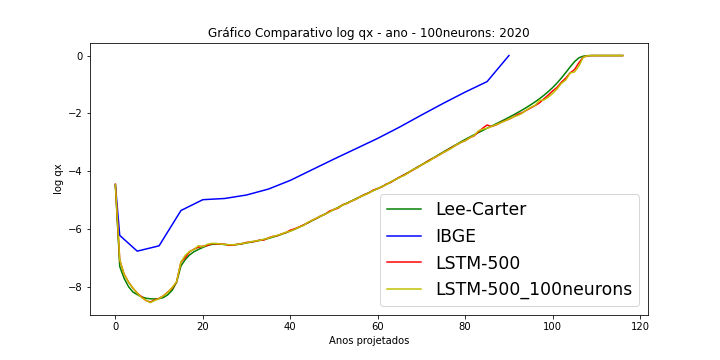 Gráfico Comparativo log qx - ano - 100neurons: 2020
log qx
0
−2
−4
−6
−8
Lee-Carter
IBGE
LSTM-500
LSTM-500_100neurons
0 20 40 60 80 100 120
Anos projetados